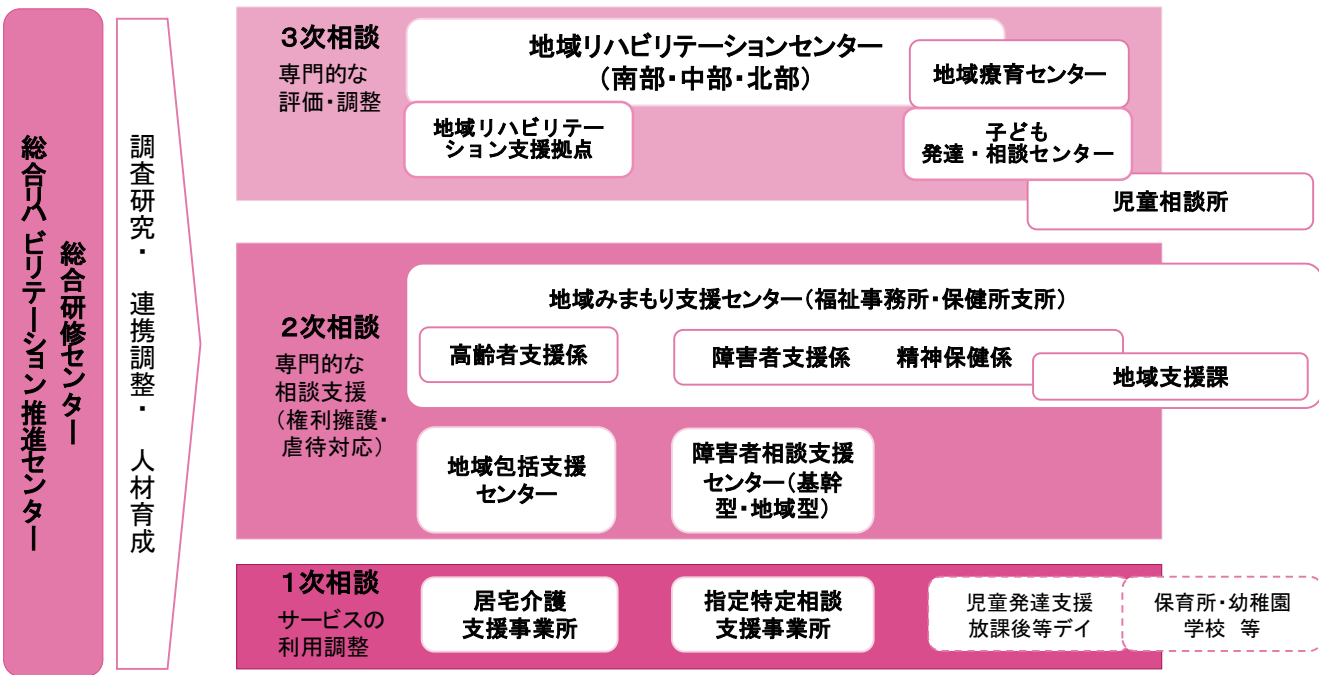 総合研修センター
総合リハビリテーション推進センター
調査研究・ 連携調整・ 人材育成
3次相談
専門的な
評価・調整
地域リハビリテーションセンター
(南部・中部・北部)
地域療育センター
地域リハビリテー
ション支援拠点
子ども
発達・相談センター
児童相談所
2次相談
専門的な
相談支援
(権利擁護・
虐待対応)
地域みまもり支援センター(福祉事務所・保健所支所)
高齢者支援係
障害者支援係 精神保健係
地域支援課
地域包括支援
センター
障害者相談支援
センター(基幹
型・地域型)
1次相談
サービスの
利用調整
居宅介護
支援事業所
指定特定相談
支援事業所
児童発達支援
放課後等デイ
保育所・幼稚園
学校 等